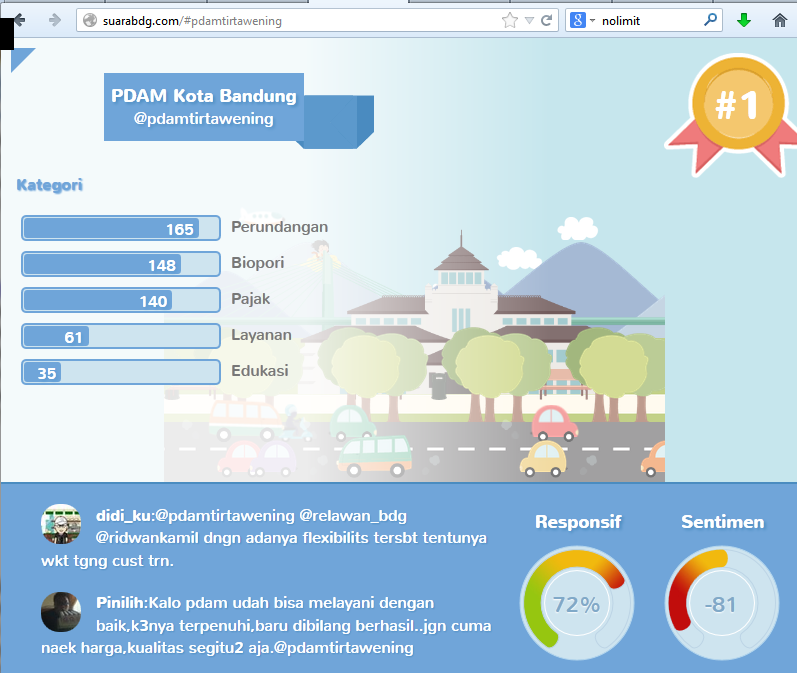 suarabdg.com/#pdamtirtawening
nolimit
PDAM Kota Bandung
@pdamtirtawening
#1
Kategori
165 Perundangan
148 Biopori
140 Pajak
61 Layanan
35 Edukasi
didi_ku:@pdamtirtawening @relawan_bdg
@ridwankamil dngn adanya flexibilits tersbt tentunya
wkt tgng cust trn.
Pinilih:Kalo pdam udah bisa melayani dengan
baik,k3nya terpenuhi,baru dibilang berhasil..jgn cuma
naek harga,kualitas segitu2 aja.@pdamtirtawening
Responsif Sentimen
72% -81